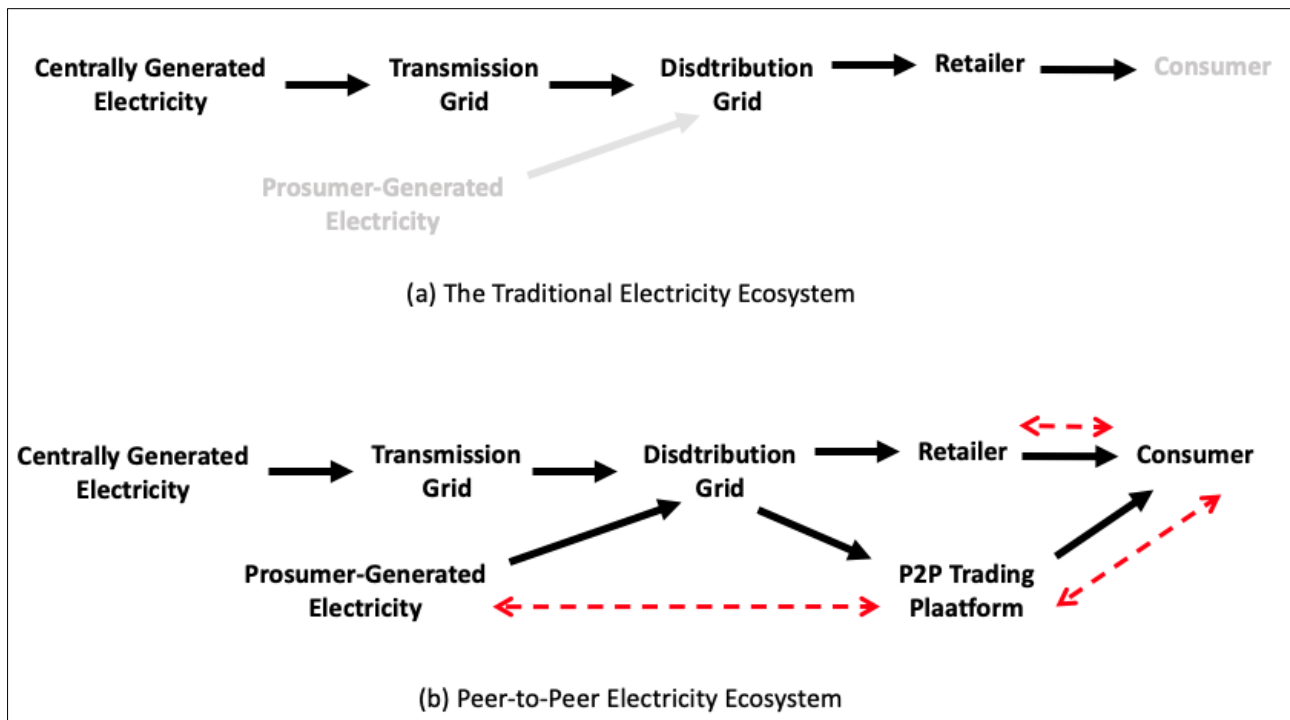 Centrally Generated
Electricity
Transmission
Grid
Disdtribution
Grid
Retailer
Consumer
Prosumer-Generated
Electricity
(a) The Traditional Electricity Ecosystem
Centrally Generated
Electricity
Transmission
Grid
Disdtribution
Grid
Retailer
Consumer
Prosumer-Generated
Electricity
P2P Trading
Plaatform
(b) Peer-to-Peer Electricity Ecosystem